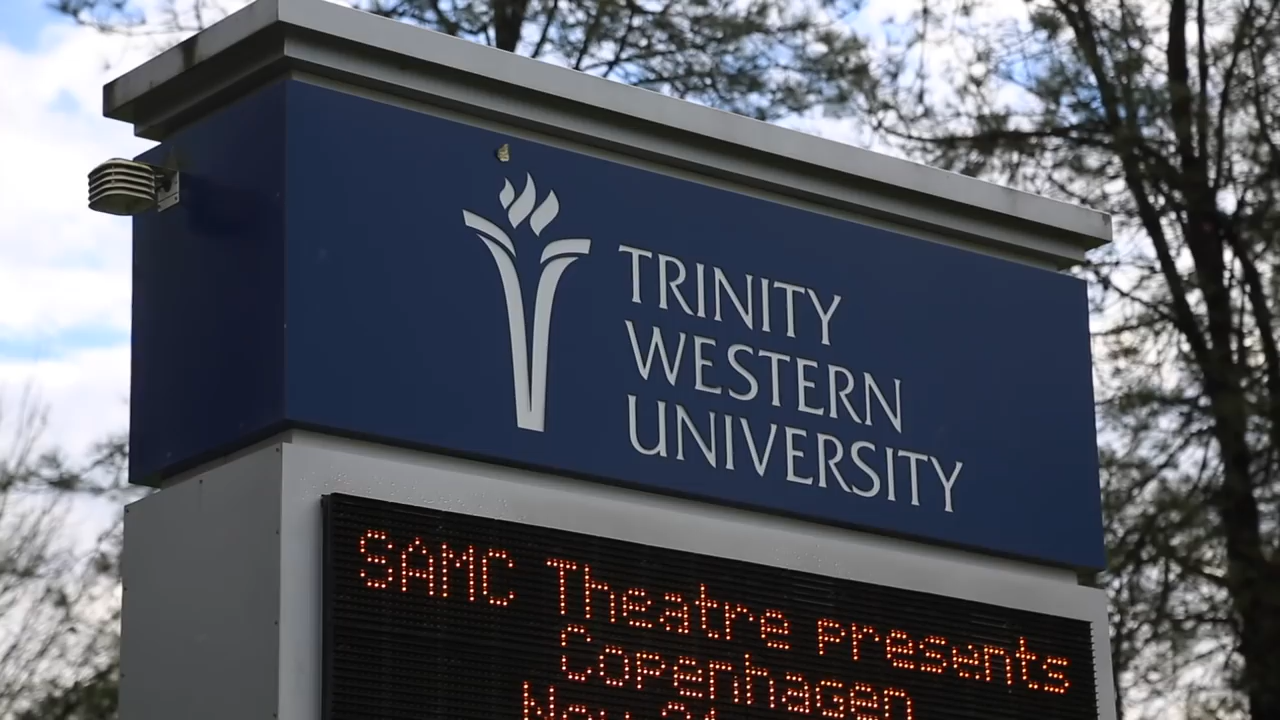 TRINITY
WESTERN
UNIVERSITY
SAMC Theatre presents
Copenhagen